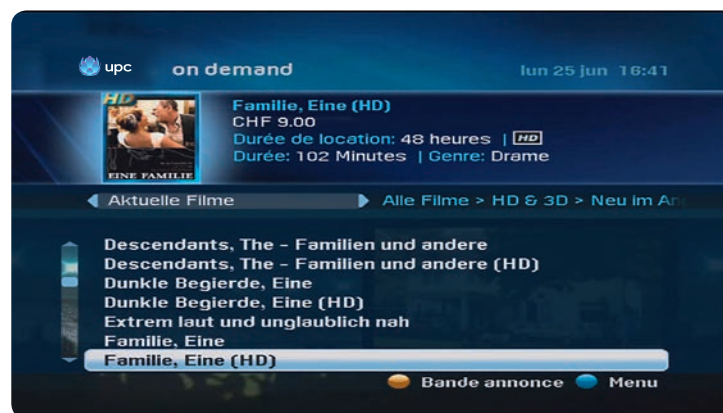 upc on demand lun 25 jun 16:41
HD
EINE FAMILIE
Familie, Eine (HD)
CHF 9.00
Durée de location: 48 heures | HD
Durée: 102 Minutes | Genre: Drame
Aktuelle Filme Alle Filme > HD & 3D > Neu im An
Descendants, The - Familien und andere
Descendants, The - Familien und andere (HD)
Dunkle Begierde, Eine
Dunkle Begierde, Eine (HD)
Extrem laut und unglaublich nah
Familie, Eine
Familie, Eine (HD)
Bande annonce Menu